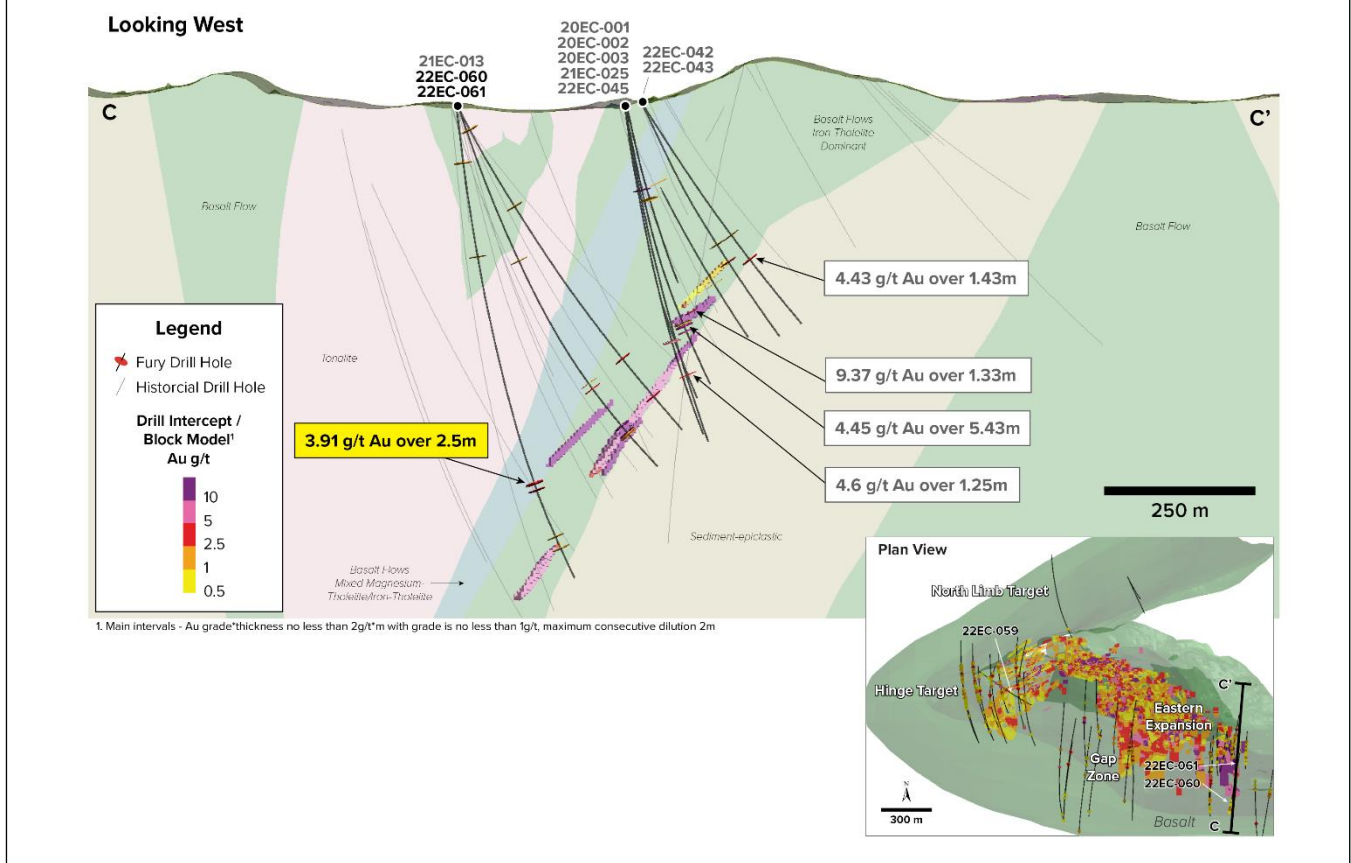 Looking West
21EC-013
22EC-060
22EC-061
20EC-001
20EC-002
20EC-003
21EC-025
22EC-045
22EC-042
22EC-043
C
C'
Basalt Flow
Basalt Flows
Iron Tholeiite
Dominant
Basalt Flow
Tonalite
4.43 g/t Au over 1.43m
9.37 g/t Au over 1.33m
4.45 g/t Au over 5.43m
4.6 g/t Au over 1.25m
3.91 g/t Au over 2.5m
Legend
Fury Drill Hole
Historcial Drill Hole
Drill Intercept /
Block Model¹
Au g/t
10
5
2.5
1
0.5
Sediment-epiclastic
Basalt Flows
Mixed Magnesium-
Tholeiite/Iron-Tholeiite
250 m
1. Main intervals - Au grade*thickness no less than 2g/t*m with grade is no less than 1g/t, maximum consecutive dilution 2m
Plan View
North Limb Target
22EC-059
Hinge Target
C'
Eastern
Expansion
Gap
Zone
22EC-061
22EC-060
N
300 m
Basalt
C